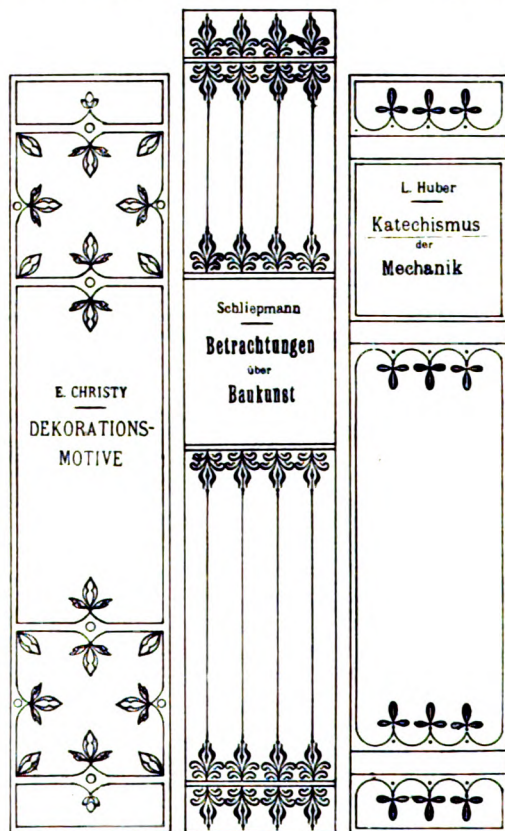 E. CHRISTY
DEKORATIONS-
MOTIVE
Schliepmann
Betrachtungen
über
Baukunst
L. Huber
Katechismus
der
Mechanik